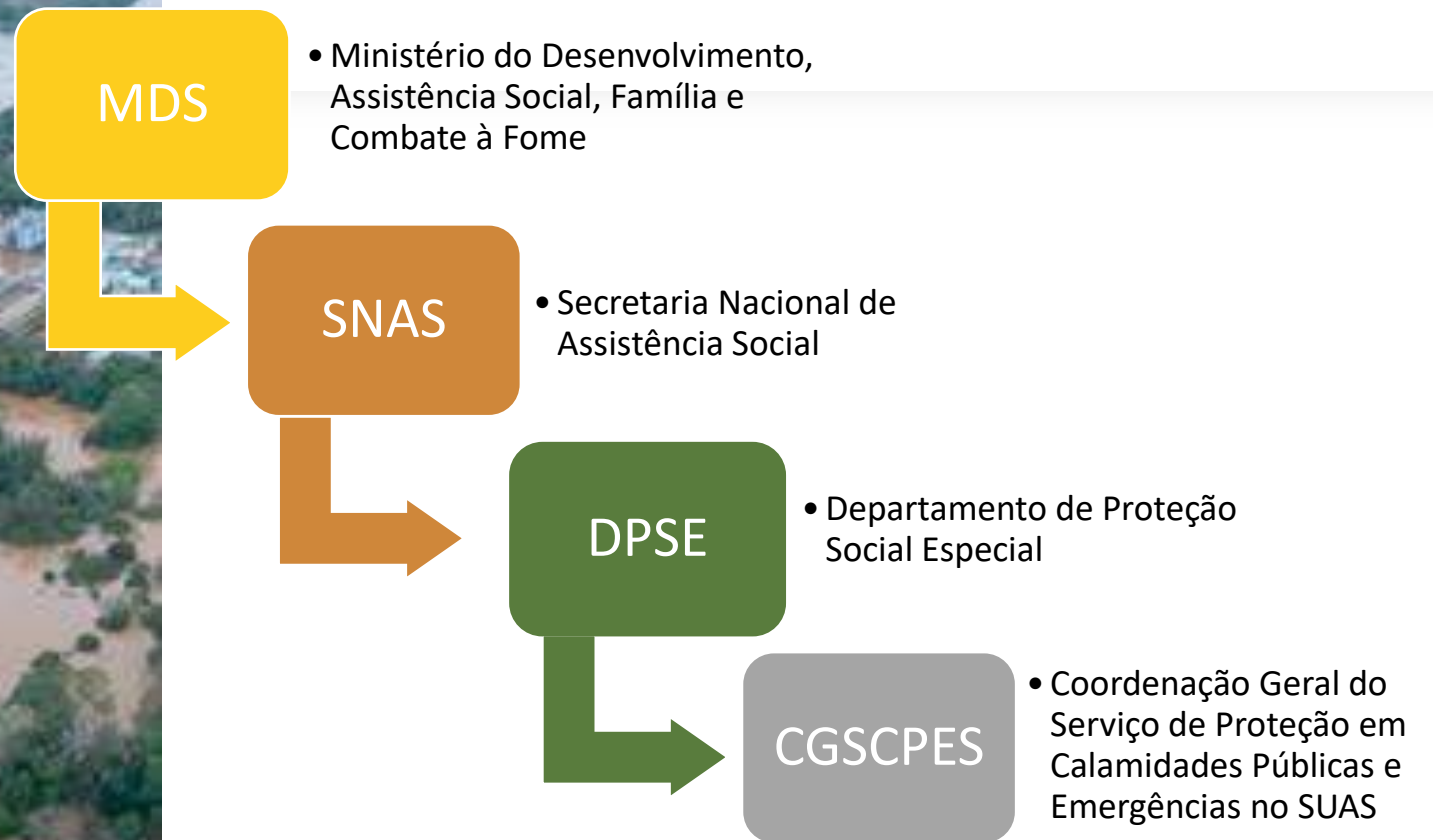 MDS
• Ministério do Desenvolvimento,
Assistência Social, Família e
Combate à Fome
SNAS
• Secretaria Nacional de
Assistência Social
DPSE
• Departamento de Proteção
Social Especial
CGSCPES
• Coordenação Geral do
Serviço de Proteção em
Calamidades Públicas e
Emergências no SUAS